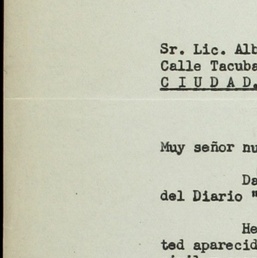 Sr. Lic. Alb
Calle Tacuba
C I U D A D.
Muy señor nu
Da
del Diario "
He
ted aparecid